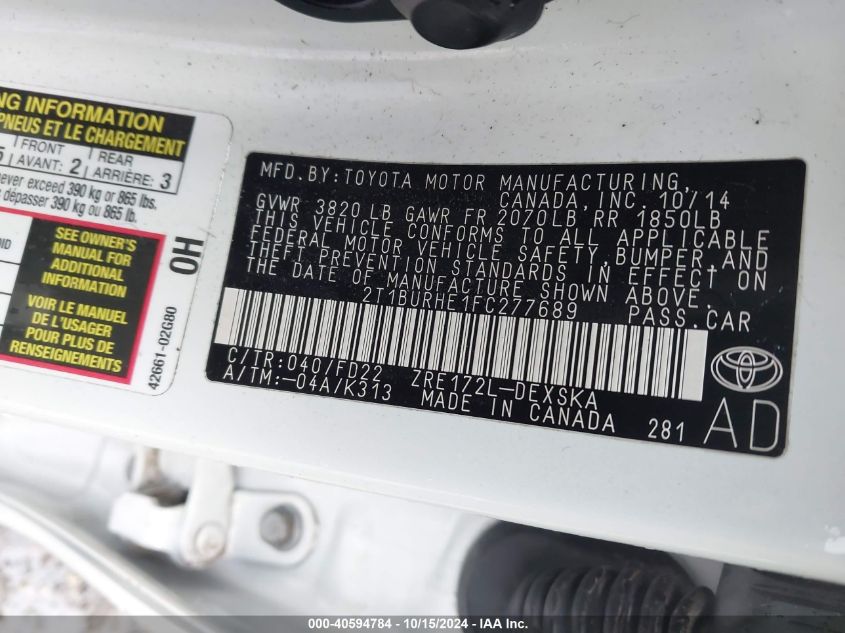 NG INFORMATION
PNEUS ET LE CHARGEMENT
5 FRONT AVANT: 2 REAR ARRIÈRE: 3
never exceed 390 kg or 865 lbs.
dépasser 390 kg ou 865 lb.
SEE OWNER'S
MANUAL FOR
ADDITIONAL
INFORMATION
VOIR LE MANUEL
DE L'USAGER
POUR PLUS DE
RENSEIGNEMENTS
42661-02G80
OH
MFD. BY: TOYOTA MOTOR MANUFACTURING,
CANADA, INC. 10/14
GVWR 3820 LB GAWR FR 2070LB RR 1850LB
THIS VEHICLE CONFORMS TO ALL APPLICABLE
FEDERAL MOTOR VEHICLE SAFETY, BUMPER, AND
THEFT PREVENTION STANDARDS IN EFFECT ON
THE DATE OF MANUFACTURE SHOWN ABOVE.
2T1BURHE1FC277689 PASS. CAR
C/TR: 040/FD22 ZRE172L-DEXSKA
A/TM: -04A/K313 MADE IN CANADA 281 AD
000-40594784 - 10/15/2024 - IAA Inc.